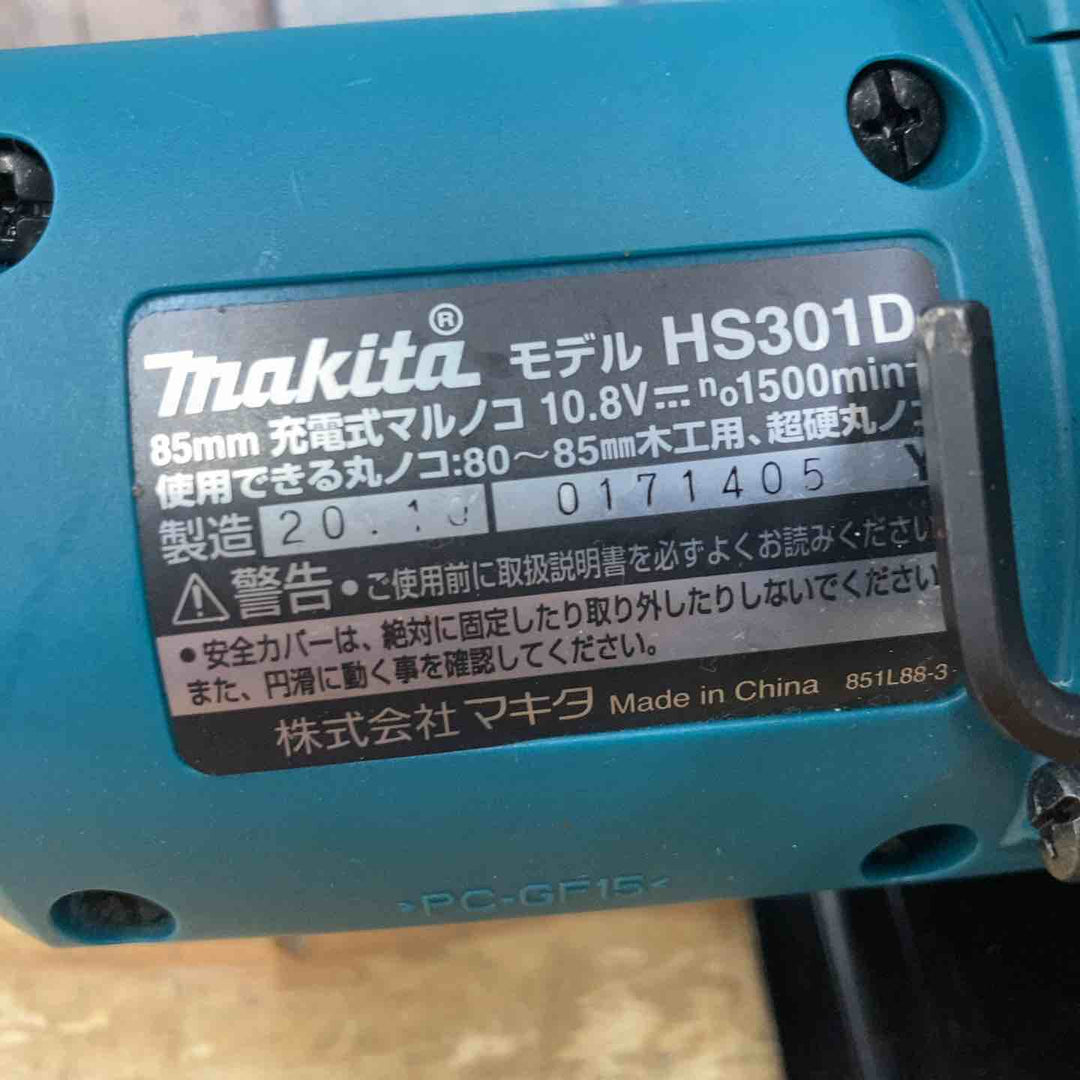 makita® モデル HS301D
85mm 充電式マルノコ 10.8V⎓ n₀1500min⁻
使用できる丸ノコ:80～85mm木工用、超硬丸ノコ
製造 20.10 0171405 Y
⚠警告 •ご使用前に取扱説明書を必ずよくお読みください
•安全カバーは、絶対に固定したり取り外したりしないでください
また、円滑に動く事を確認してください。
株式会社マキタ Made in China 851L88-3
>PC-GF15<